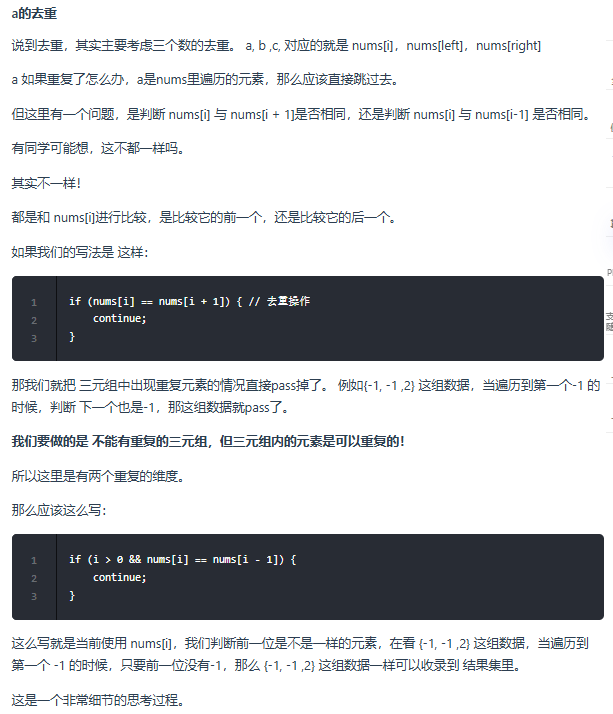 a的去重
说到去重，其实主要考虑三个数的去重。 a, b ,c, 对应的就是 nums[i]，nums[left]，nums[right]
a 如果重复了怎么办，a是nums里遍历的元素，那么应该直接跳过去。
但这里有一个问题，是判断 nums[i] 与 nums[i + 1]是否相同，还是判断 nums[i] 与 nums[i-1] 是否相同。
有同学可能想，这不都一样吗。
其实不一样！
都是和 nums[i]进行比较，是比较它的前一个，还是比较它的后一个。
如果我们的写法是 这样：
1 if (nums[i] == nums[i + 1]) { // 去重操作
2 continue;
3 }
那我们就把 三元组中出现重复元素的情况直接pass掉了。 例如{-1, -1 ,2} 这组数据，当遍历到第一个-1 的
时候，判断 下一个也是-1，那这组数据就pass了。
我们要做的是 不能有重复的三元组，但三元组内的元素是可以重复的！
所以这里是有两个重复的维度。
那么应该这么写：
1 if (i > 0 && nums[i] == nums[i - 1]) {
2 continue;
3 }
这么写就是当前使用 nums[i]，我们判断前一位是不是一样的元素，在看 {-1, -1 ,2} 这组数据，当遍历到
第一个 -1 的时候，只要前一位没有-1，那么 {-1, -1 ,2} 这组数据一样可以收录到 结果集里。
这是一个非常细节的思考过程。